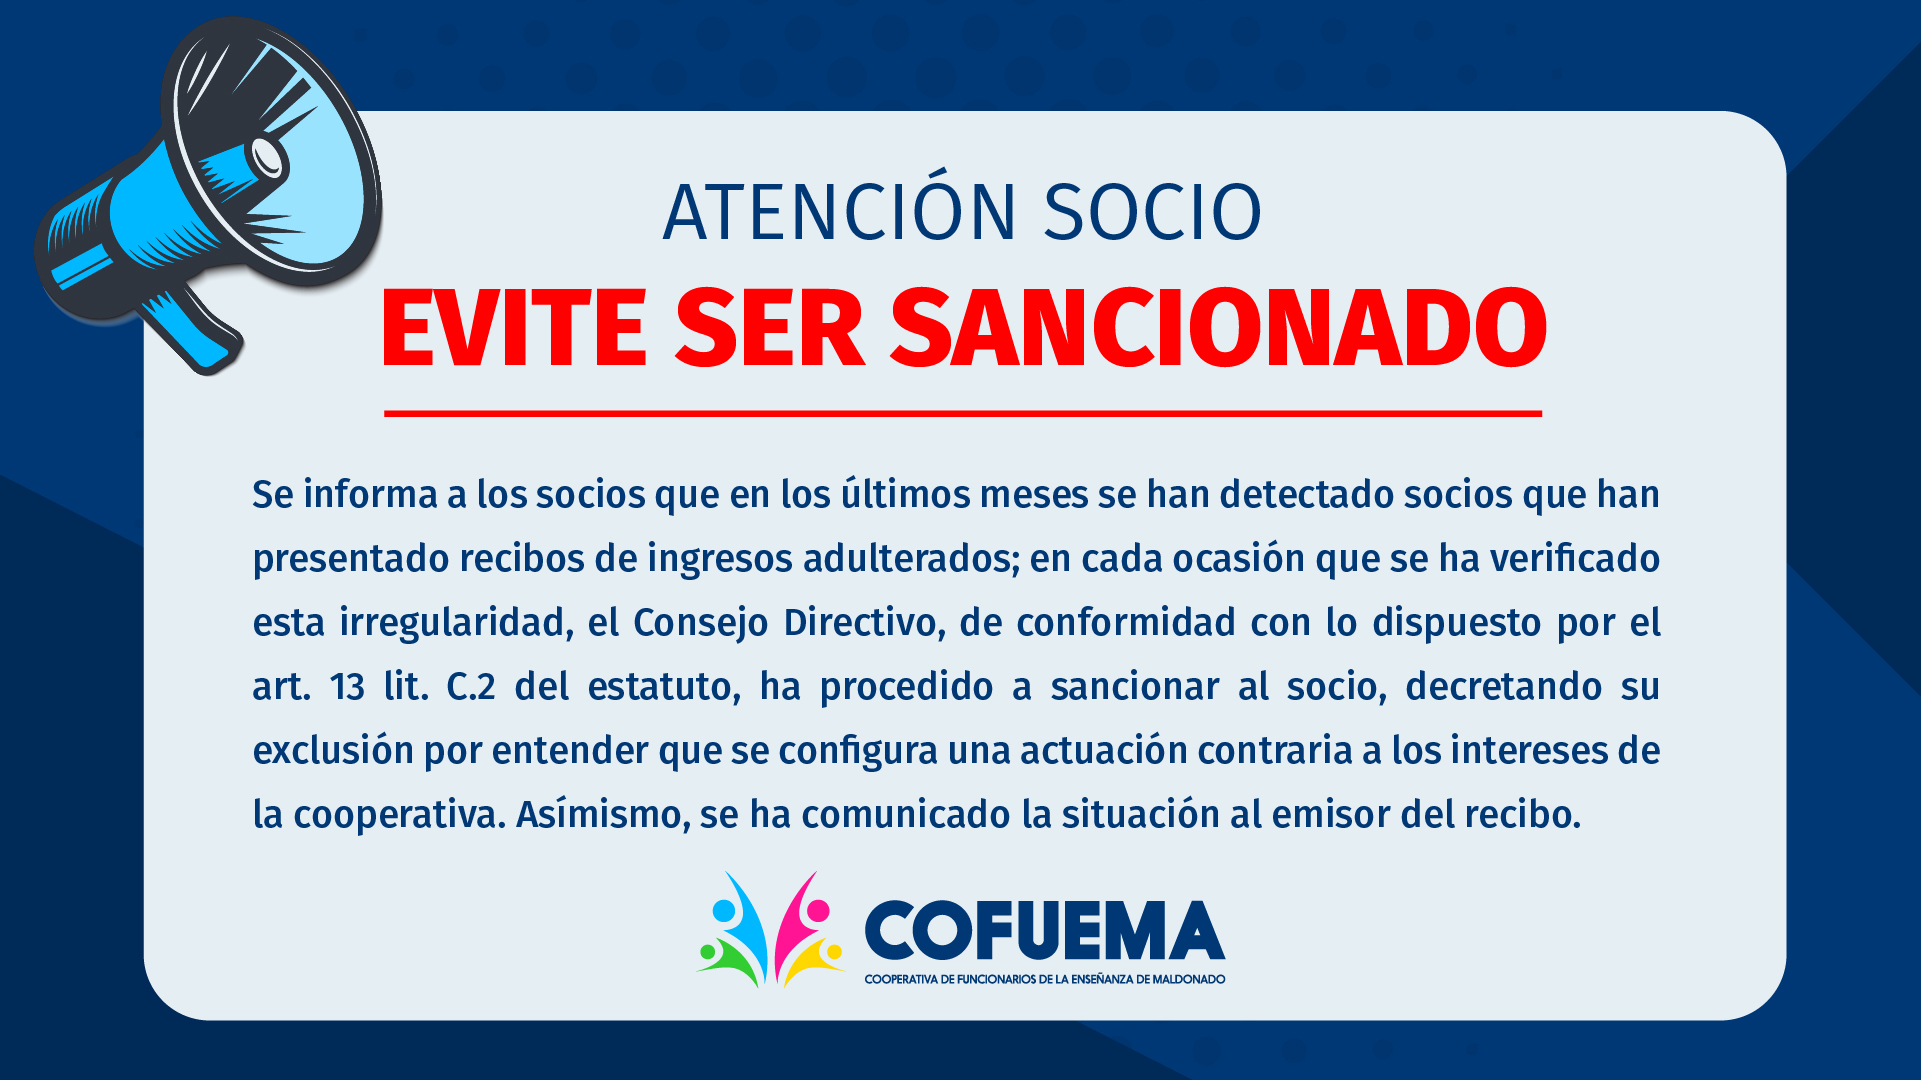 ATENCIÓN SOCIO
EVITE SER SANCIONADO
Se informa a los socios que en los últimos meses se han detectado socios que han
presentado recibos de ingresos adulterados; en cada ocasión que se ha verificado
esta irregularidad, el Consejo Directivo, de conformidad con lo dispuesto por el
art. 13 lit. C.2 del estatuto, ha procedido a sancionar al socio, decretando su
exclusión por entender que se configura una actuación contraria a los intereses de
la cooperativa. Asímismo, se ha comunicado la situación al emisor del recibo.
COFUEMA
COOPERATIVA DE FUNCIONARIOS DE LA ENSEÑANZA DE MALDONADO